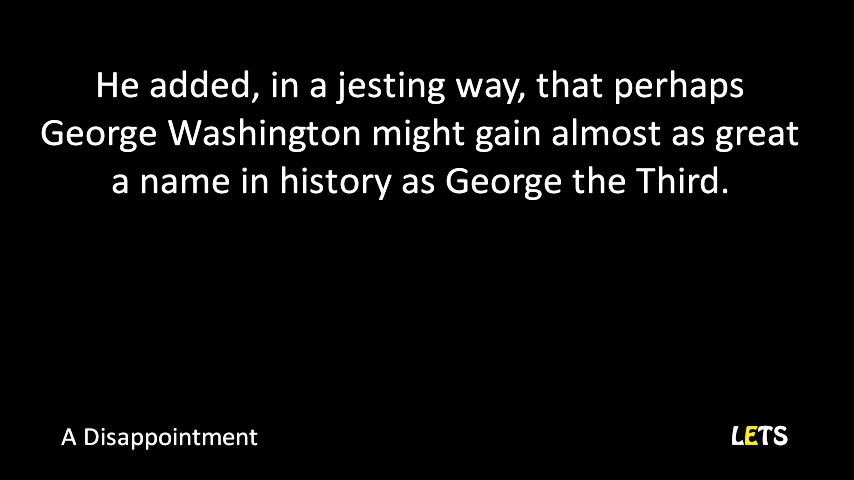 He added, in a jesting way, that perhaps
George Washington might gain almost as great
a name in history as George the Third.
A Disappointment
LETS